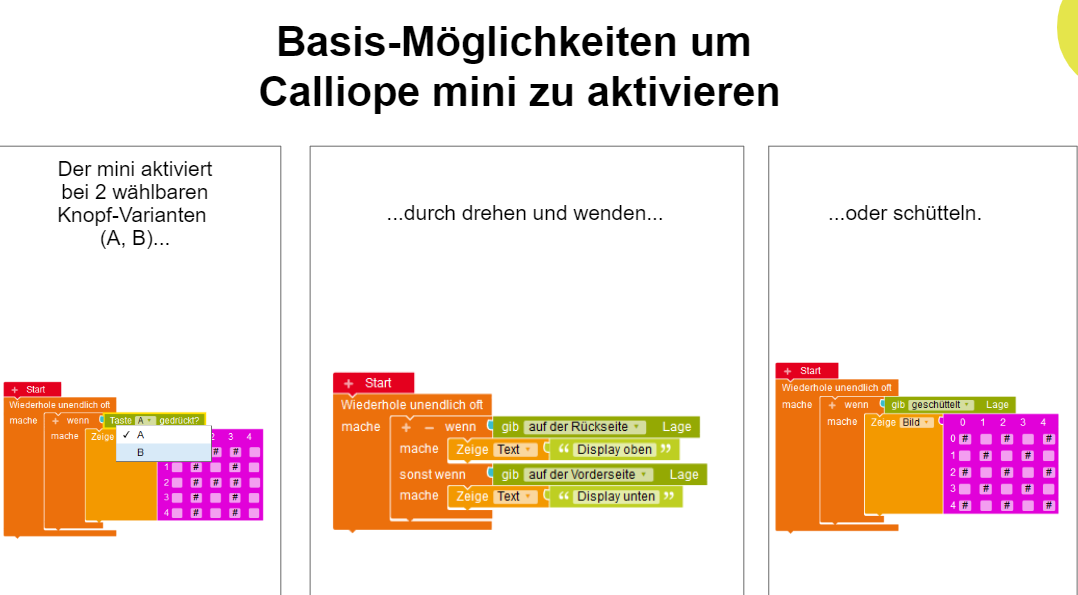 Basis-Möglichkeiten um
Calliope mini zu aktivieren
Der mini aktiviert
bei 2 wählbaren
Knopf-Varianten
(A, B)...
+ Start
Wiederhole unendlich oft
mache + wenn Taste A gedrückt?
mache Zeige
✓ A
B
2 3 4
# #
1 # #
2 # # #
3 # #
4 # #
...durch drehen und wenden...
+ Start
Wiederhole unendlich oft
mache + – wenn gib auf der Rückseite Lage
mache Zeige Text “ Display oben ”
sonst wenn gib auf der Vorderseite Lage
mache Zeige Text “ Display unten ”
...oder schütteln.
+ Start
Wiederhole unendlich oft
mache + wenn gib geschüttelt Lage
mache Zeige Bild 0 1 2 3 4
0 # # #
1 # #
2 # # #
3 # #
4 # # #